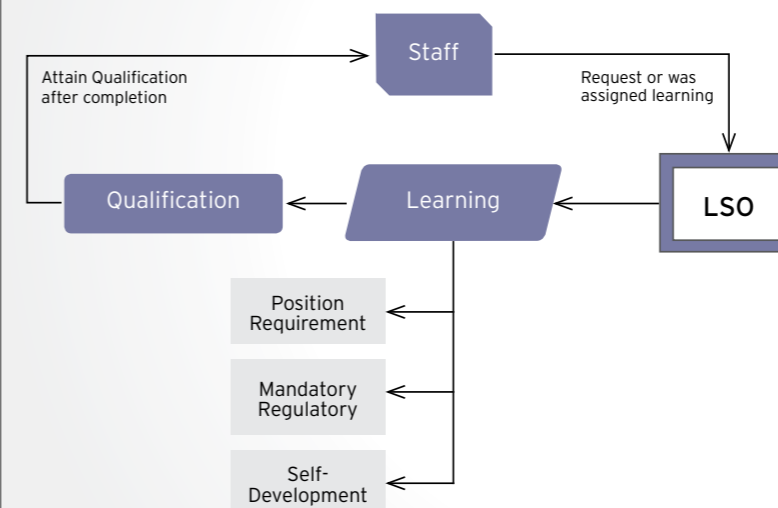 Staff
Attain Qualification
after completion
Request or was
assigned learning
Qualification
Learning
LSO
Position
Requirement
Mandatory
Regulatory
Self-
Development